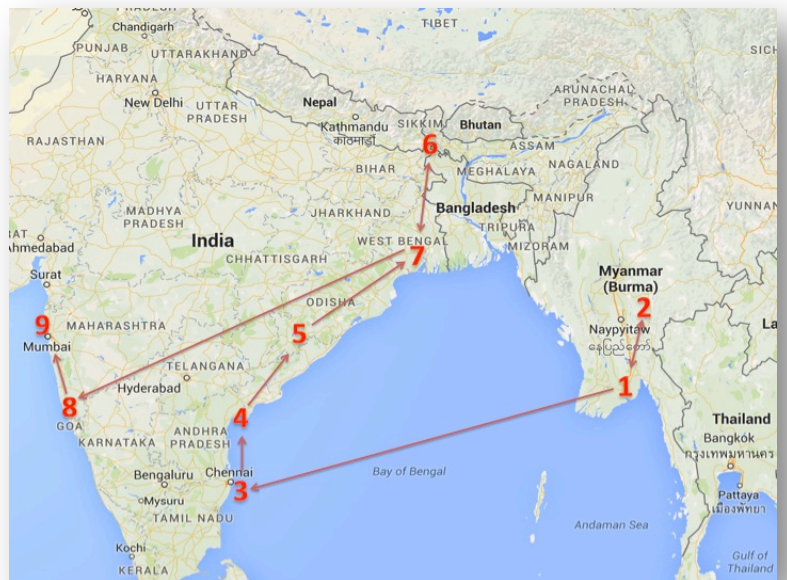 TIBET
Chandigarh
PUNJAB
UTTARAKHAND
HARYANA
New Delhi
UTTAR
PRADESH
Nepal
Kathmandu
SIKKIM
Bhutan
ARUNACHAL
PRADESH
RAJASTHAN
6
ASSAM
BIHAR
MEGHALAYA
NAGALAND
MANIPUR
YUNNAN
JHARKHAND
Bangladesh
TRIPURA
MIZORAM
MADHYA
PRADESH
India
WEST BENGAL
7
Ahmedabad
CHHATTISGARH
Surat
Myanmar
(Burma)
2
ODISHA
9
MAHARASHTRA
5
Mumbai
Naypyitaw
နေပြည်တော်
TELANGANA
Hyderabad
1
8
GOA
4
ANDHRA
PRADESH
KARNATAKA
Thailand
Bangkok
กรุงเทพมหานคร
Bengaluru
Chennai
3
Bay of Bengal
Mysuru
Pattaya
เมืองพัทยา
TAMIL NADU
Andaman Sea
Kochi
KERALA
Gulf of
Thailand